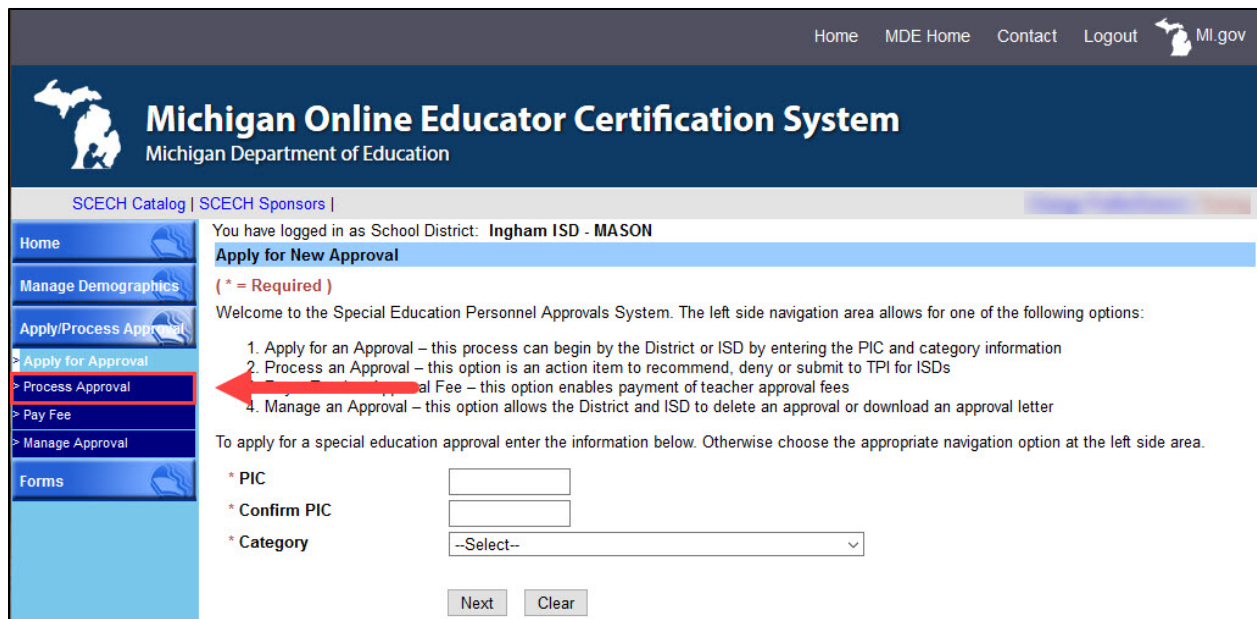 Home MDE Home Contact Logout MI.gov
Michigan Online Educator Certification System
Michigan Department of Education
SCECH Catalog | SCECH Sponsors |
Home
Manage Demographics
Apply/Process Approval
> Apply for Approval
> Process Approval
> Pay Fee
> Manage Approval
Forms
You have logged in as School District: Ingham ISD - MASON
Apply for New Approval
( * = Required )
Welcome to the Special Education Personnel Approvals System. The left side navigation area allows for one of the following options:
1. Apply for an Approval – this process can begin by the District or ISD by entering the PIC and category information
2. Process an Approval – this option is an action item to recommend, deny or submit to TPI for ISDs
Fee – this option enables payment of teacher approval fees
4. Manage an Approval – this option allows the District and ISD to delete an approval or download an approval letter
To apply for a special education approval enter the information below. Otherwise choose the appropriate navigation option at the left side area.
* PIC
* Confirm PIC
* Category --Select--
Next Clear